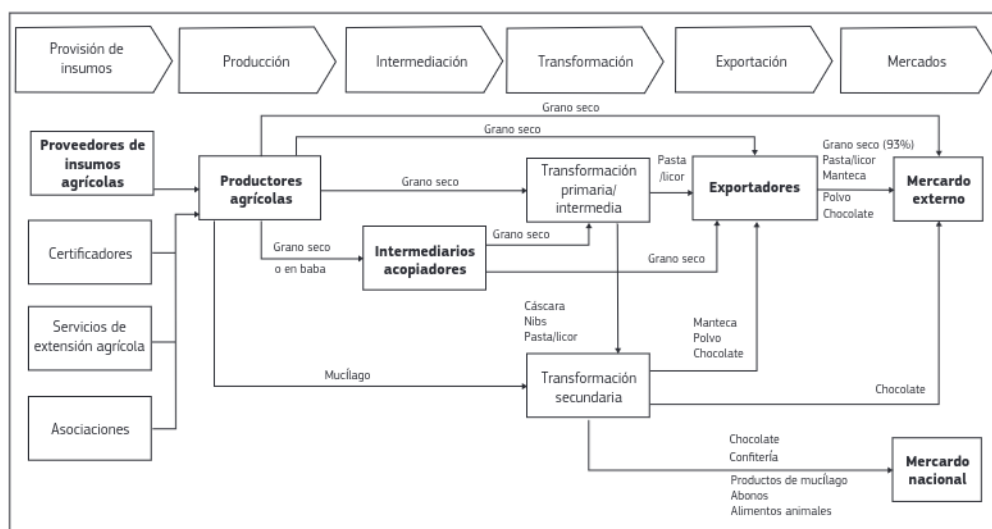 Provisión de
insumos
Producción
Intermediación
Transformación
Exportación
Mercados
Grano seco
Grano seco
Proveedores de
insumos
agrícolas
Productores
agrícolas
Grano seco
Transformación
primaria/
intermedia
Pasta
/licor
Exportadores
Grano seco (93%)
Pasta/licor
Manteca
Polvo
Chocolate
Mercardo
externo
Certificadores
Grano seco
o en baba
Intermediarios
acopiadores
Grano seco
Grano seco
Servicios de
extensión agrícola
Cáscara
Nibs
Pasta/licor
Manteca
Polvo
Chocolate
Mucílago
Transformación
secundaria
Chocolate
Asociaciones
Chocolate
Confitería
Productos de mucílago
Abonos
Alimentos animales
Mercardo
nacional